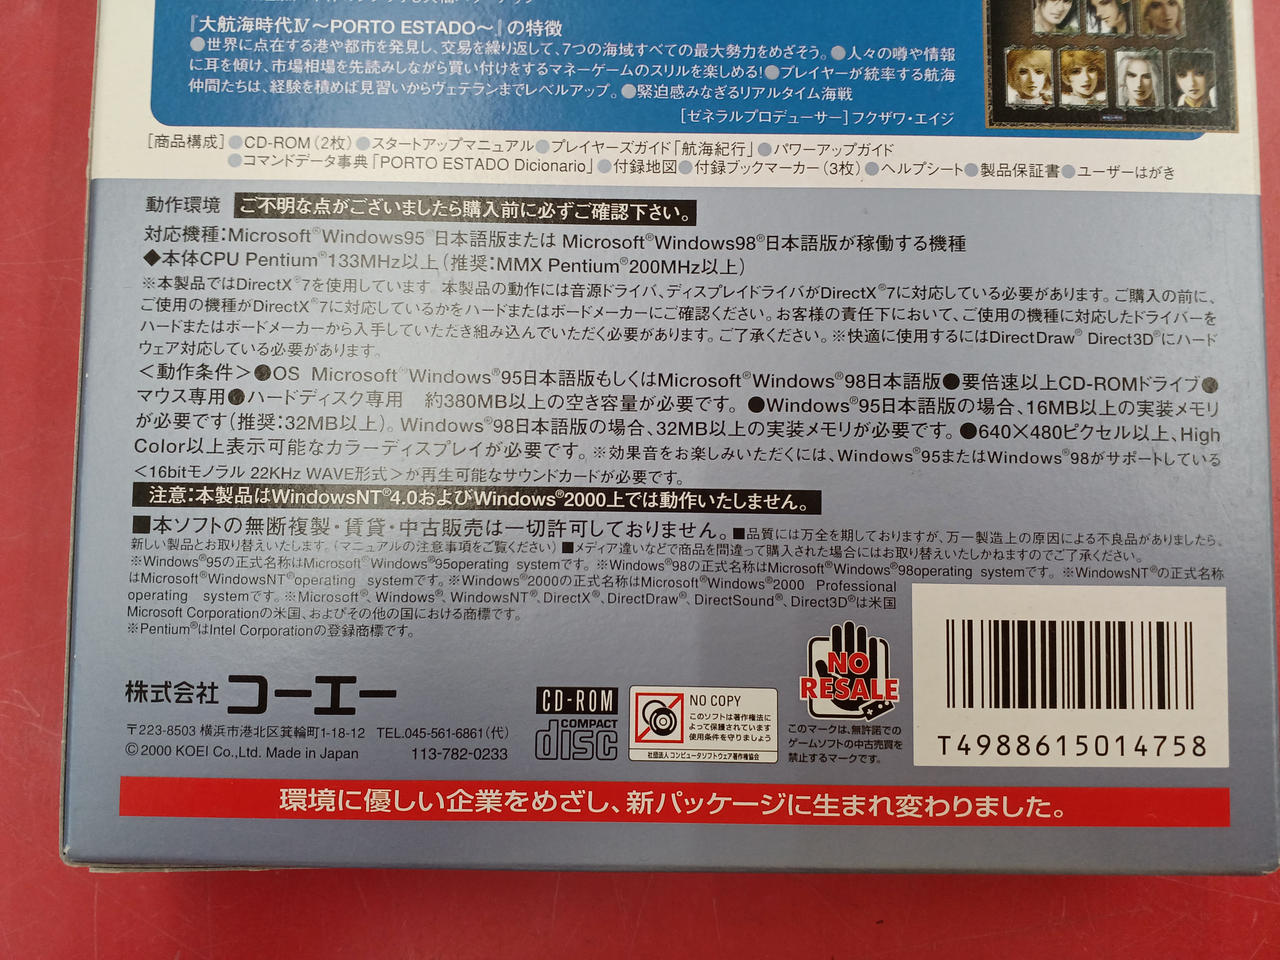 『大航海時代Ⅳ〜PORTO ESTADO〜』の特徴
●世界に点在する港や都市を発見し、交易を繰り返して、7つの海域すべての最大勢力をめざそう。●人々の噂や情報
に耳を傾け、市場相場を先読みしながら買い付けをするマネーゲームのスリルを楽しめる!●プレイヤーが統率する航海
仲間たちは、経験を積めば見習いからヴェテランまでレベルアップ。●緊迫感みなぎるリアルタイム海戦
[ゼネラルプロデューサー]フクザワ・エイジ
[商品構成]●CD-ROM(2枚)●スタートアップマニュアル●プレイヤーズガイド「航海紀行」●パワーアップガイド
●コマンドデータ事典「PORTO ESTADO Dicionario」●付録地図●付録ブックマーカー(3枚)●ヘルプシート●製品保証書●ユーザーはがき
動作環境 ご不明な点がございましたら購入前に必ずご確認下さい。
対応機種:Microsoft®Windows95®日本語版または Microsoft®Windows98®日本語版が稼働する機種
◆本体CPU Pentium®133MHz以上(推奨:MMX Pentium®200MHz以上)
※本製品ではDirectX®7を使用しています。本製品の動作には音源ドライバ、ディスプレイドライバがDirectX®7に対応している必要があります。ご購入の前に、
ご使用の機種がDirectX®7に対応しているかをハードまたはボードメーカーにご確認ください。お客様の責任下において、ご使用の機種に対応したドライバーを
ハードまたはボードメーカーから入手していただき組み込んでいただく必要があります。ご了承ください。※快適に使用するにはDirectDraw® Direct3D®にハード
ウェア対応している必要があります。
<動作条件>●OS Microsoft®Windows®95日本語版もしくはMicrosoft®Windows®98日本語版●要倍速以上CD-ROMドライブ●
マウス専用●ハードディスク専用 約380MB以上の空き容量が必要です。●Windows®95日本語版の場合、16MB以上の実装メモリ
が必要です(推奨:32MB以上)。Windows®98日本語版の場合、32MB以上の実装メモリが必要です。●640×480ピクセル以上、High
Color以上表示可能なカラーディスプレイが必要です。※効果音をお楽しみいただくには、Windows®95またはWindows®98がサポートしている
<16bitモノラル 22KHz WAVE形式>が再生可能なサウンドカードが必要です。
注意:本製品はWindowsNT®4.0およびWindows®2000上では動作いたしません。
■本ソフトの無断複製・賃貸・中古販売は一切許可しておりません。■品質には万全を期しておりますが、万一製造上の原因による不良品がありましたら、
新しい製品とお取り替えいたします。(マニュアルの注意事項をご覧ください)■メディア違いなどで商品を間違って購入された場合にはお取り替えいたしかねますのでご了承ください。
※Windows®95の正式名称はMicrosoft®Windows®95operating systemです。※Windows®98の正式名称はMicrosoft®Windows®98operating systemです。※WindowsNT®の正式名称
はMicrosoft®WindowsNT®operating systemです。※Windows®2000の正式名称はMicrosoft®Windows®2000 Professional
operating systemです。※Microsoft®、Windows®、WindowsNT®、DirectX®、DirectDraw®、DirectSound®、Direct3D®は米国
Microsoft Corporationの米国、およびその他の国における商標です。
※Pentium®はIntel Corporationの登録商標です。
株式会社 コーエー
〒223-8503 横浜市港北区箕輪町1-18-12 TEL.045-561-6861(代)
©2000 KOEI Co.,Ltd. Made in Japan 113-782-0233
CD-ROM
COMPACT
disc
NO COPY
このソフトは著作権法に
よって保護されています
使用条件を守りましょう
社団法人 コンピュータソフトウェア著作権協会
NO
RESALE
このマークは、無許諾での
ゲームソフトの中古売買を
禁止するマークです。
T4988615014758
環境に優しい企業をめざし、新パッケージに生まれ変わりました。